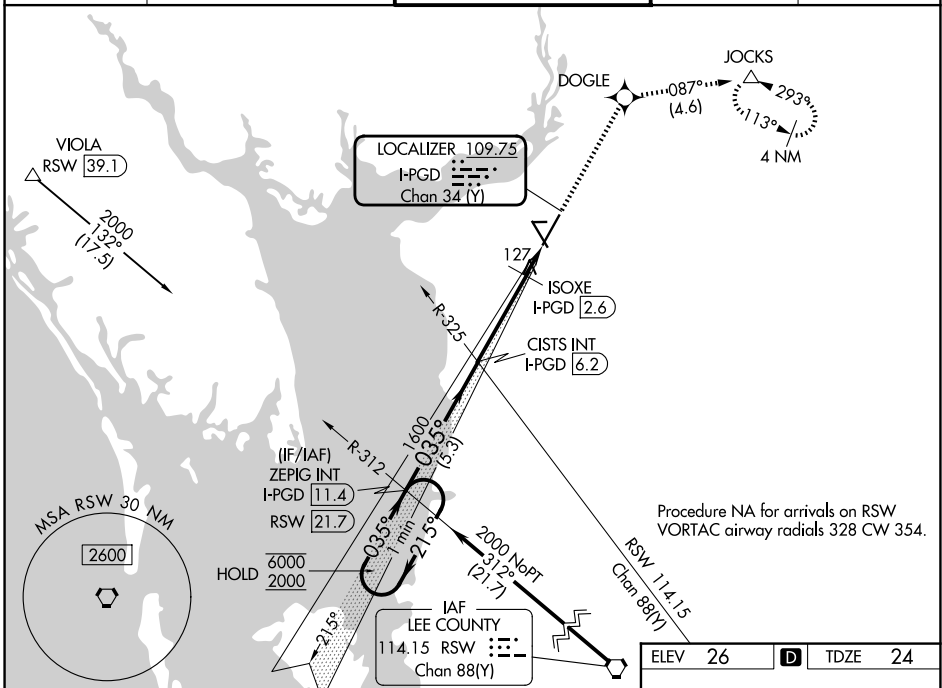 JOCKS
DOGLE
087°
(4.6)
293°
113°
4 NM
LOCALIZER 109.75
I-PGD
Chan 34 (Y)
VIOLA
RSW 39.1
2000
132°
(17.5)
127
ISOXE
I-PGD 2.6
R-325
CISTS INT
I-PGD 6.2
1600
035°
(5.3)
R-312
(IF/IAF)
ZEPIG INT
I-PGD 11.4
RSW 21.7
035°
1 min
215°
HOLD 6000
2000
2000 NoPT
312°
(21.7)
Procedure NA for arrivals on RSW
VORTAC airway radials 328 CW 354.
MSA RSW 30 NM
2600
215°
RSW 114.15
Chan 88(Y)
IAF
LEE COUNTY
114.15 RSW
Chan 88(Y)
ELEV 26 D TDZE 24